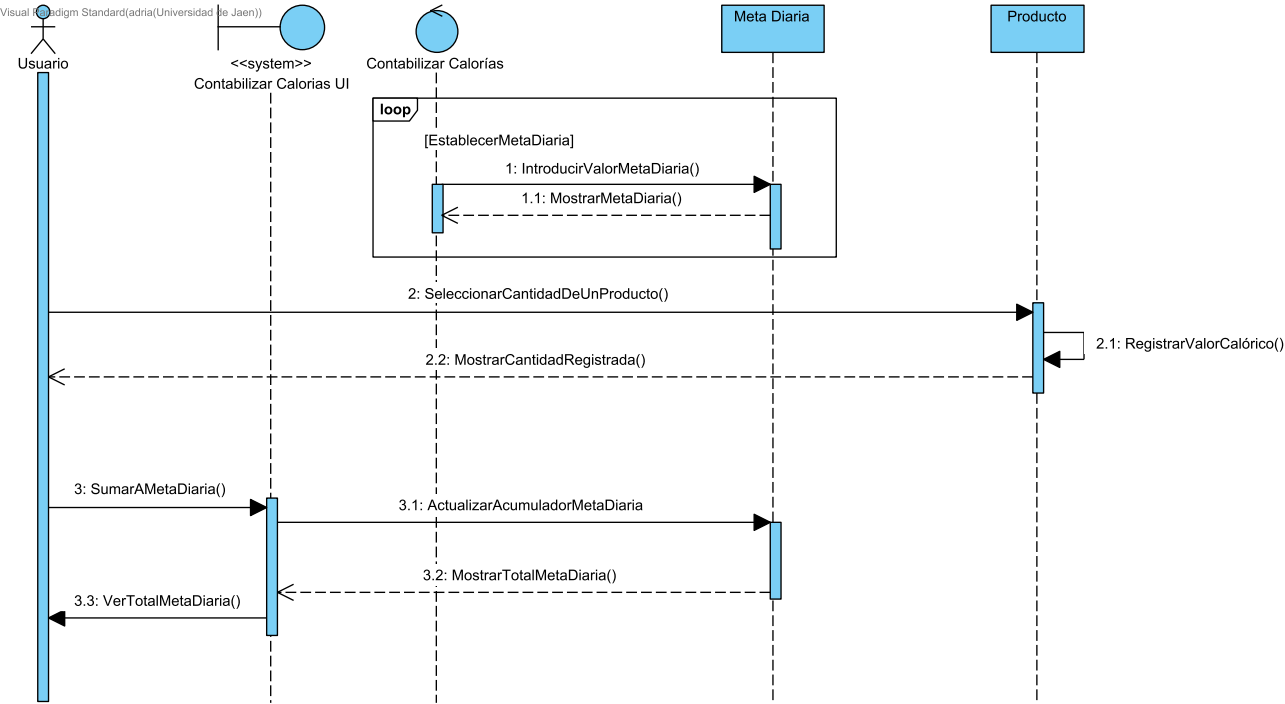 Visual Paradigm Standard(adria(Universidad de Jaen))
Usuario
<<system>>
Contabilizar Calorias UI
Contabilizar Calorías
Meta Diaria
Producto
loop
[EstablecerMetaDiaria]
1: IntroducirValorMetaDiaria()
1.1: MostrarMetaDiaria()
2: SeleccionarCantidadDeUnProducto()
2.1: RegistrarValorCalórico()
2.2: MostrarCantidadRegistrada()
3: SumarAMetaDiaria()
3.1: ActualizarAcumuladorMetaDiaria
3.2: MostrarTotalMetaDiaria()
3.3: VerTotalMetaDiaria()